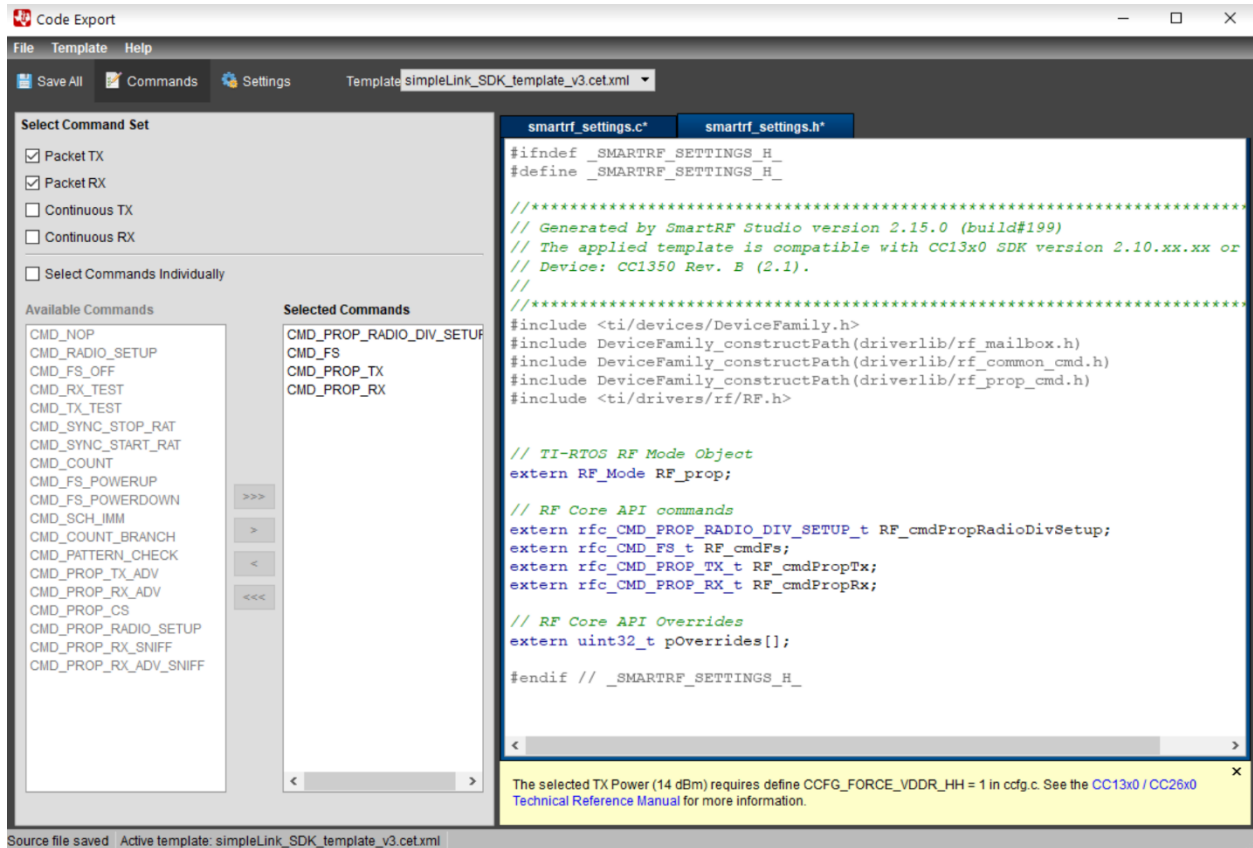 Code Export
File Template Help
Save All Commands Settings Template simpleLink_SDK_template_v3.cet.xml
Select Command Set
Packet TX
Packet RX
Continuous TX
Continuous RX
Select Commands Individually
Available Commands
CMD_NOP
CMD_RADIO_SETUP
CMD_FS_OFF
CMD_RX_TEST
CMD_TX_TEST
CMD_SYNC_STOP_RAT
CMD_SYNC_START_RAT
CMD_COUNT
CMD_FS_POWERUP
CMD_FS_POWERDOWN
CMD_SCH_IMM
CMD_COUNT_BRANCH
CMD_PATTERN_CHECK
CMD_PROP_TX_ADV
CMD_PROP_RX_ADV
CMD_PROP_CS
CMD_PROP_RADIO_SETUP
CMD_PROP_RX_SNIFF
CMD_PROP_RX_ADV_SNIFF
>>>
>
<
<<<
Selected Commands
CMD_PROP_RADIO_DIV_SETUP
CMD_FS
CMD_PROP_TX
CMD_PROP_RX
smartrf_settings.c* smartrf_settings.h*
#ifndef _SMARTRF_SETTINGS_H_
#define _SMARTRF_SETTINGS_H_
//***************************************************************************
// Generated by SmartRF Studio version 2.15.0 (build#199)
// The applied template is compatible with CC13x0 SDK version 2.10.xx.xx or
// Device: CC1350 Rev. B (2.1).
//
//***************************************************************************
#include <ti/devices/DeviceFamily.h>
#include DeviceFamily_constructPath(driverlib/rf_mailbox.h)
#include DeviceFamily_constructPath(driverlib/rf_common_cmd.h)
#include DeviceFamily_constructPath(driverlib/rf_prop_cmd.h)
#include <ti/drivers/rf/RF.h>
// TI-RTOS RF Mode Object
extern RF_Mode RF_prop;
// RF Core API commands
extern rfc_CMD_PROP_RADIO_DIV_SETUP_t RF_cmdPropRadioDivSetup;
extern rfc_CMD_FS_t RF_cmdFs;
extern rfc_CMD_PROP_TX_t RF_cmdPropTx;
extern rfc_CMD_PROP_RX_t RF_cmdPropRx;
// RF Core API Overrides
extern uint32_t pOverrides[];
#endif // _SMARTRF_SETTINGS_H_
The selected TX Power (14 dBm) requires define CCFG_FORCE_VDDR_HH = 1 in ccfg.c. See the CC13x0 / CC26x0
Technical Reference Manual for more information.
Source file saved Active template: simpleLink_SDK_template_v3.cet.xml